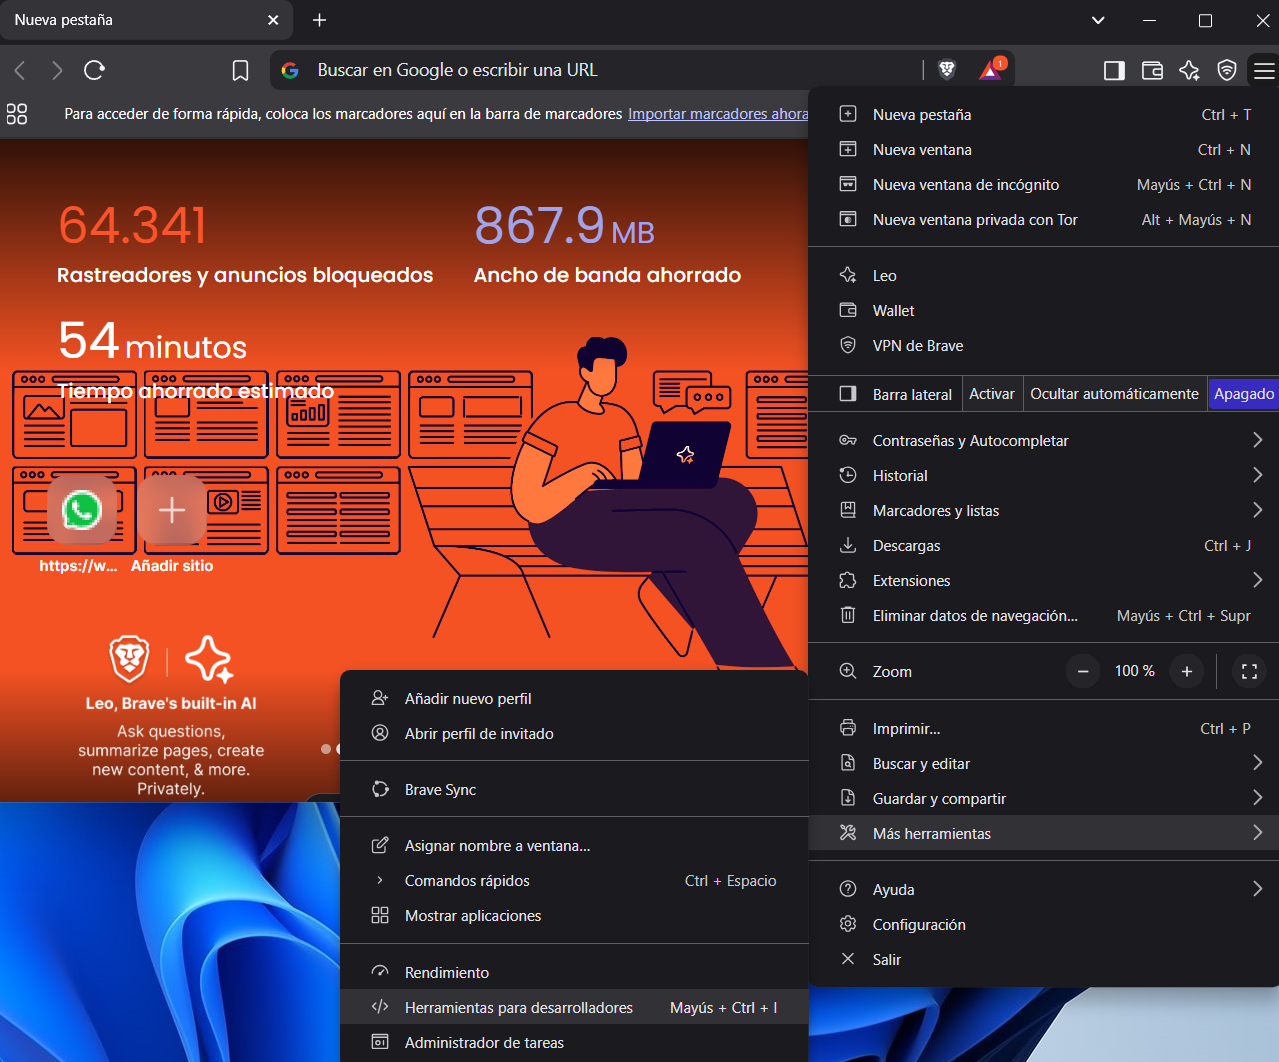 Nueva pestaña
Buscar en Google o escribir una URL
1
Para acceder de forma rápida, coloca los marcadores aquí en la barra de marcadores Importar marcadores ahora
64.341
Rastreadores y anuncios bloqueados
867.9 MB
Ancho de banda ahorrado
54 minutos
Tiempo ahorrado estimado
https://w...
Añadir sitio
Leo, Brave's built-in AI
Ask questions,
summarize pages, create
new content, & more.
Privately.
Nueva pestaña Ctrl + T
Nueva ventana Ctrl + N
Nueva ventana de incógnito Mayús + Ctrl + N
Nueva ventana privada con Tor Alt + Mayús + N
Leo
Wallet
VPN de Brave
Barra lateral Activar Ocultar automáticamente Apagado
Contraseñas y Autocompletar
Historial
Marcadores y listas
Descargas Ctrl + J
Extensiones
Eliminar datos de navegación... Mayús + Ctrl + Supr
Zoom − 100 % +
Imprimir... Ctrl + P
Buscar y editar
Guardar y compartir
Más herramientas
Ayuda
Configuración
Salir
Añadir nuevo perfil
Abrir perfil de invitado
Brave Sync
Asignar nombre a ventana...
Comandos rápidos Ctrl + Espacio
Mostrar aplicaciones
Rendimiento
Herramientas para desarrolladores Mayús + Ctrl + I
Administrador de tareas